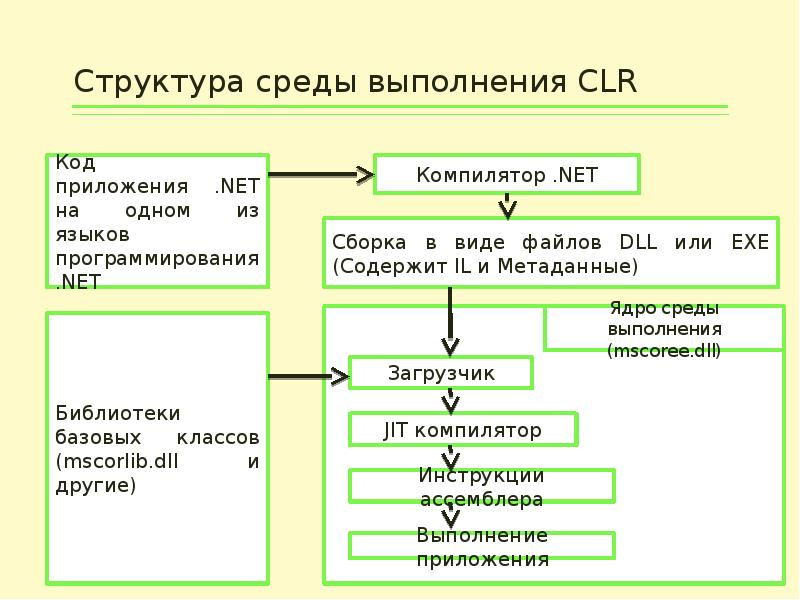 Структура среды выполнения CLR
Код
приложения .NET
на одном из
языков
программирования
.NET
Компилятор .NET
Сборка в виде файлов DLL или EXE
(Содержит IL и Метаданные)
Ядро среды
выполнения
(mscoree.dll)
Библиотеки
базовых классов
(mscorlib.dll и
другие)
Загрузчик
JIT компилятор
Инструкции
ассемблера
Выполнение
приложения